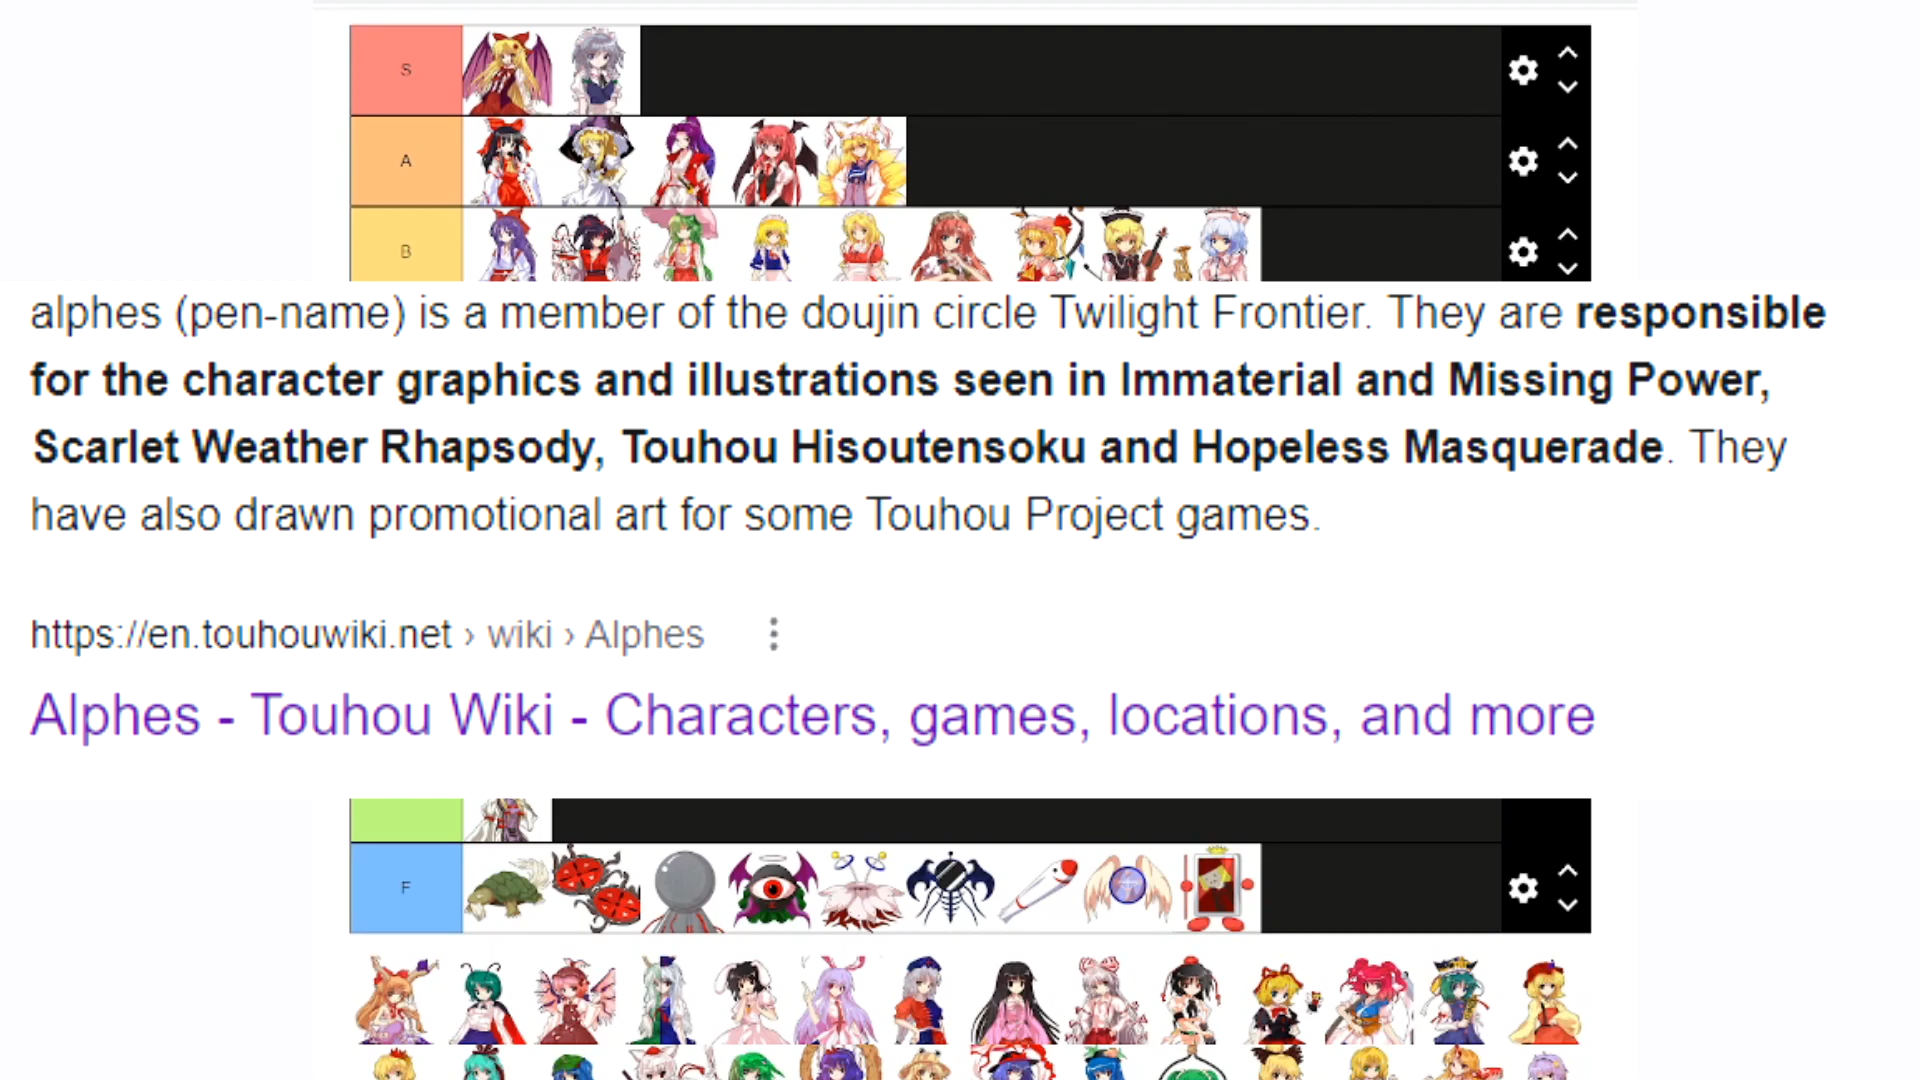 S
A
B
alphes (pen-name) is a member of the doujin circle Twilight Frontier. They are responsible
for the character graphics and illustrations seen in Immaterial and Missing Power,
Scarlet Weather Rhapsody, Touhou Hisoutensoku and Hopeless Masquerade. They
have also drawn promotional art for some Touhou Project games.
https://en.touhouwiki.net › wiki › Alphes
Alphes - Touhou Wiki - Characters, games, locations, and more
F